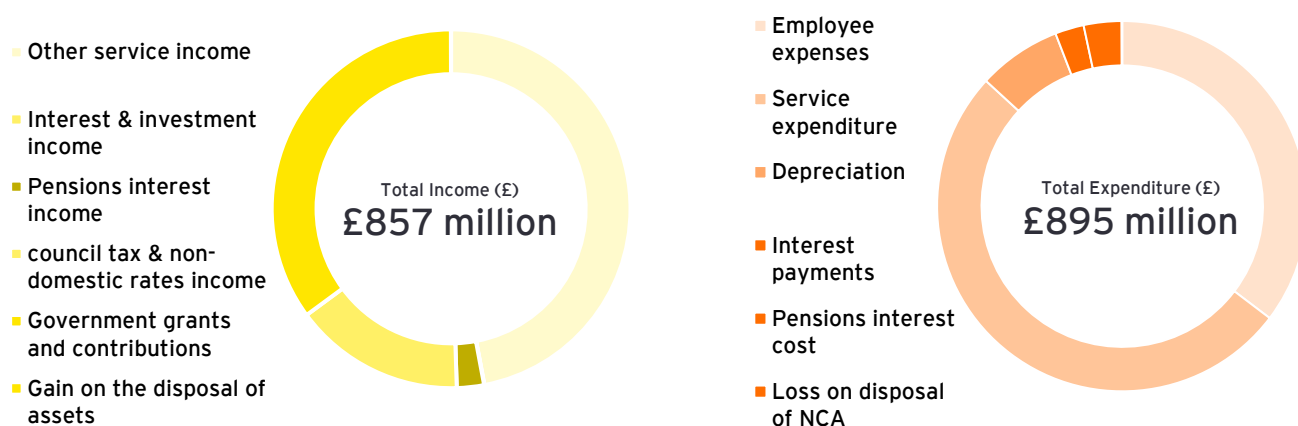 Other service income
Interest & investment
income
Pensions interest
income
council tax & non-
domestic rates income
Government grants
and contributions
Gain on the disposal of
assets
Total Income (£)
£857 million
Employee
expenses
Service
expenditure
Depreciation
Interest
payments
Pensions interest
cost
Loss on disposal
of NCA
Total Expenditure (£)
£895 million